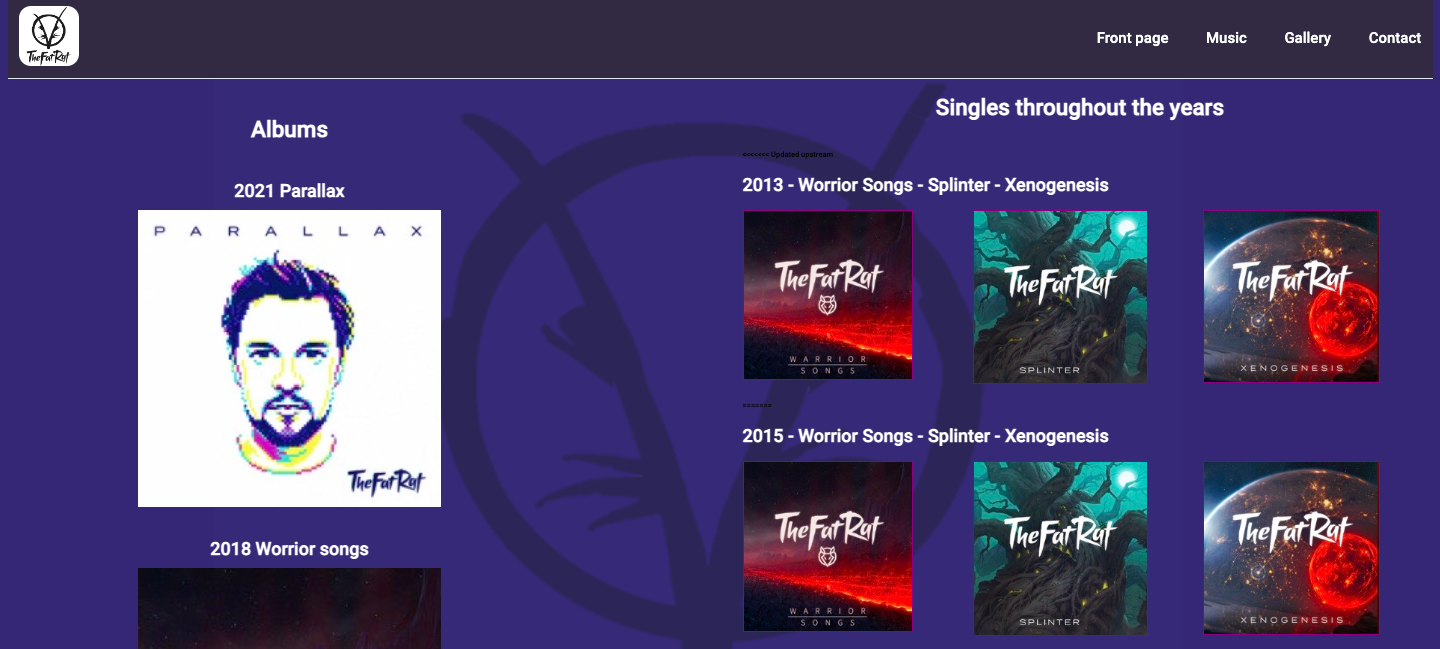 TheFatRat
Front page
Music
Gallery
Contact
Albums
2021 Parallax
PARALLAX
TheFatRat
2018 Worrior songs
Singles throughout the years
<<<<<<< Updated upstream
2013 - Worrior Songs - Splinter - Xenogenesis
TheFatRat
WARRIOR
SONGS
TheFatRat
SPLINTER
TheFatRat
XENOGENESIS
=======
2015 - Worrior Songs - Splinter - Xenogenesis
TheFatRat
WARRIOR
SONGS
TheFatRat
SPLINTER
TheFatRat
XENOGENESIS